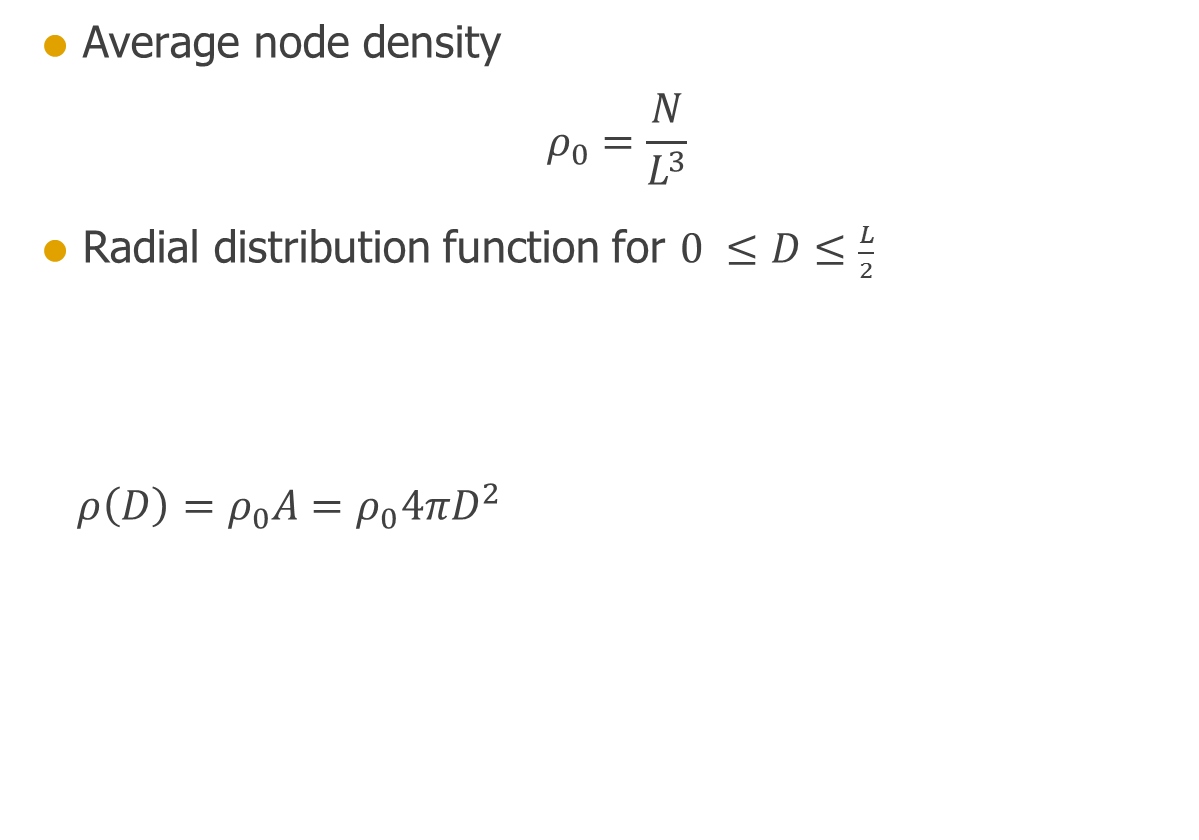 • Average node density
𝜌₀ = N / L³
• Radial distribution function for 0 ≤ D ≤ L/2
𝜌(D) = 𝜌₀A = 𝜌₀4𝜋D²